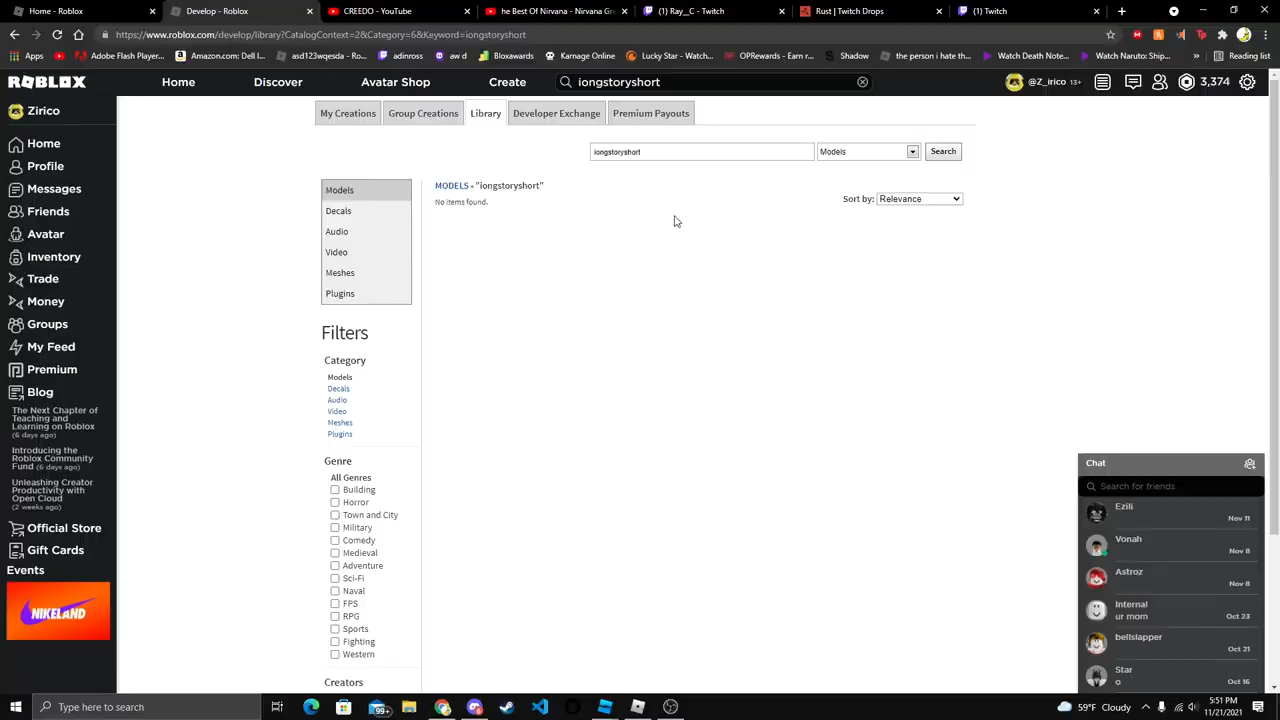 Home - Roblox
Develop - Roblox
CREEDO - YouTube
he Best Of Nirvana - Nirvana Gre
Ray__C - Twitch
Rust | Twitch Drops
Twitch
https://www.roblox.com/develop/library?CatalogContext=2&Category=6&Keyword=iongstoryshort
Apps
Adobe Flash Player...
Amazon.com: Dell I...
asd123wqesda - Ro...
adinross
aw d
Karnage Online
Lucky Star - Watch...
OPRewards - Earn r...
Shadow
the person i hate i...
Watch Death Note...
Watch Naruto: Ship...
»
Reading list
ROBLOX
Home
Discover
Avatar Shop
Create
iongstoryshort
@Z_irico 13+
3,374
Zirico
Home
Profile
Messages
Friends
Avatar
Inventory
Trade
Money
Groups
My Feed
Premium
Blog
The Next Chapter of
Teaching and
Learning on Roblox
(6 days ago)
Introducing the
Roblox Community
Fund (6 days ago)
Unleashing Creator
Productivity with
Open Cloud
(2 weeks ago)
Official Store
Gift Cards
Events
NIKELAND
My Creations
Group Creations
Library
Developer Exchange
Premium Payouts
iongstoryshort
Models
Search
Models
Decals
Audio
Video
Meshes
Plugins
MODELS » "iongstoryshort"
No items found.
Sort by: Relevance
Filters
Category
Models
Decals
Audio
Video
Meshes
Plugins
Genre
All Genres
Building
Horror
Town and City
Military
Comedy
Medieval
Adventure
Sci-Fi
Naval
FPS
RPG
Sports
Fighting
Western
Creators
Chat
Search for friends
Ezili
Nov 11
Vonah
Nov 8
Astroz
Nov 8
Internal
ur mom
Oct 23
bellslapper
Oct 21
Star
o
Oct 16
Type here to search
99+
59°F Cloudy
5:51 PM
11/21/2021